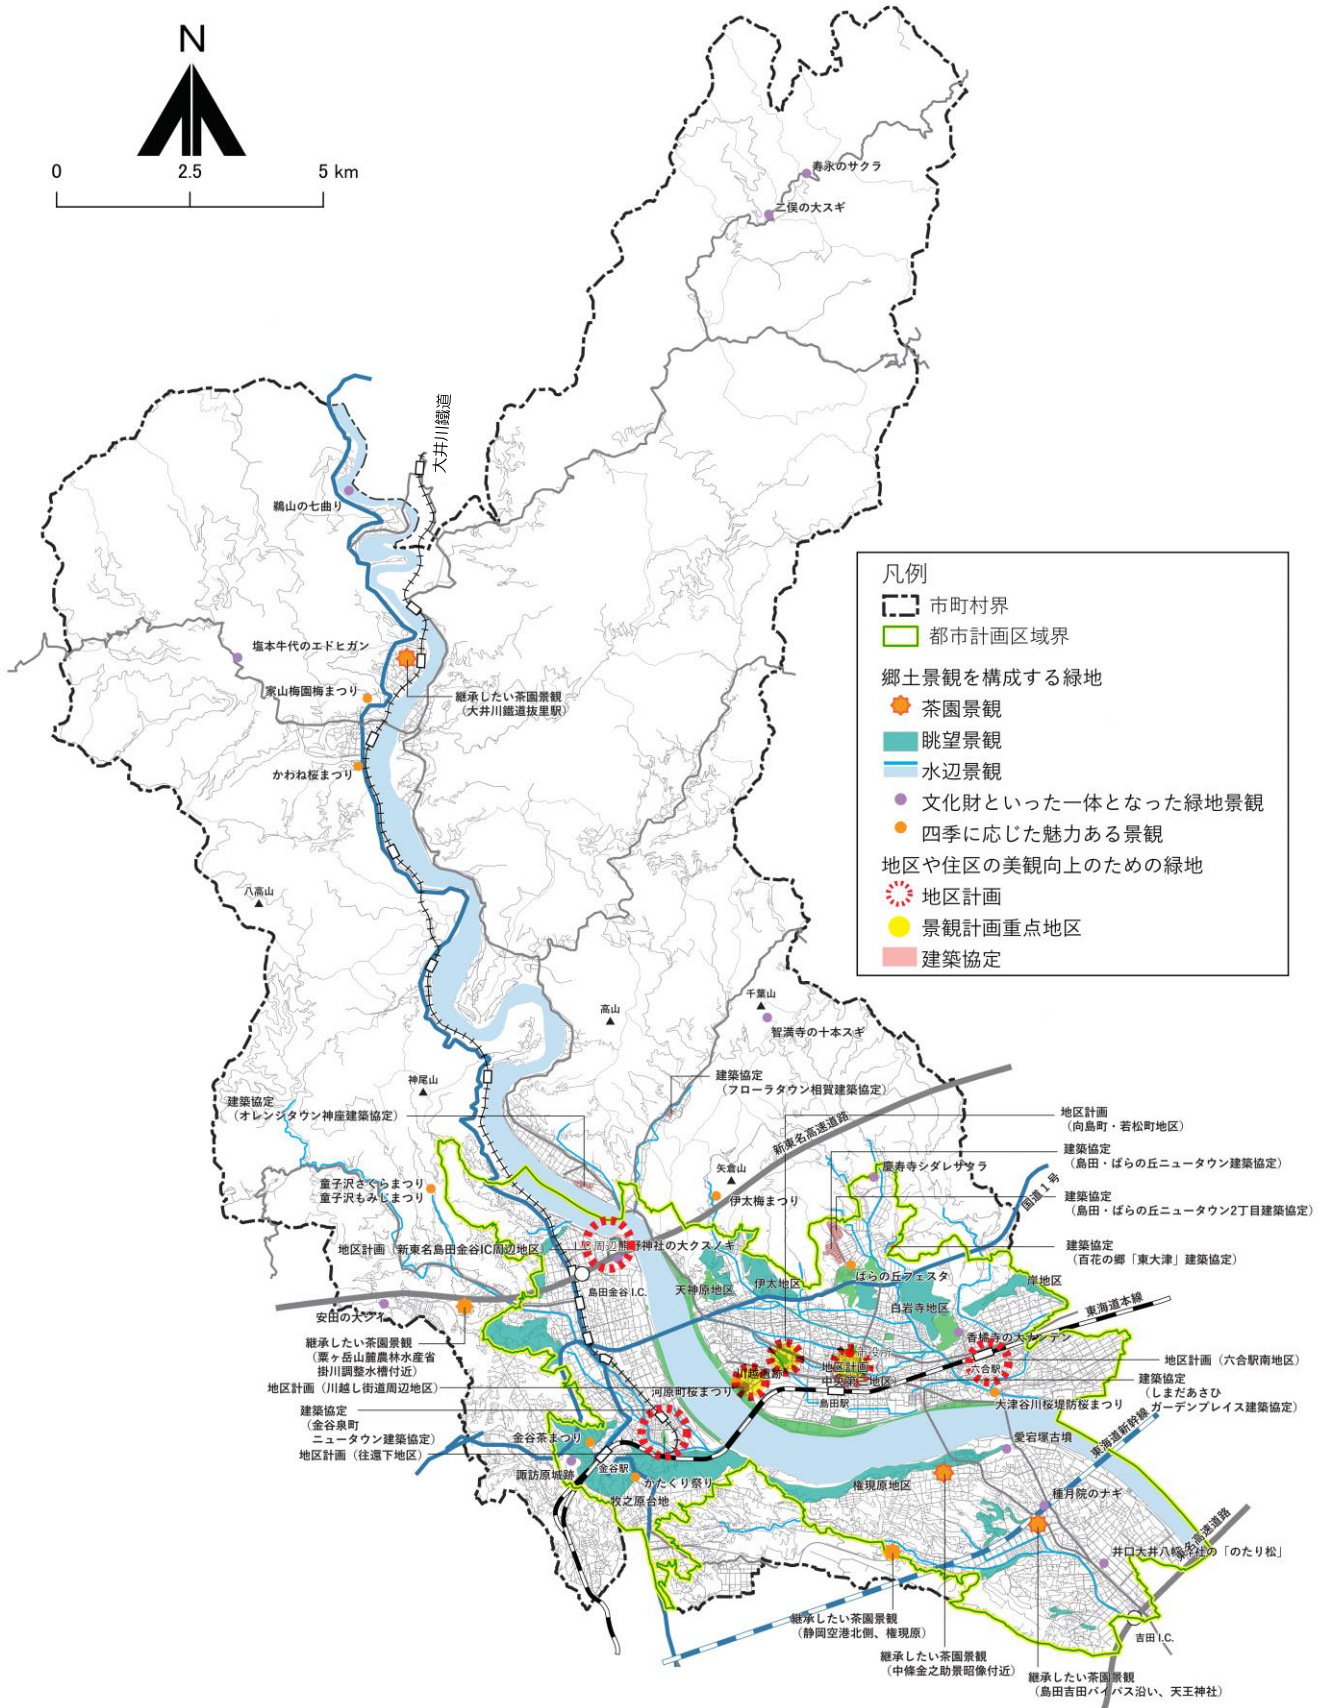 N
0 2.5 5 km
寿永のサクラ
二俣の大スギ
大井川鐵道
鵜山の七曲り
塩本牛代のエドヒガン
家山梅園梅まつり
継承したい茶園景観
（大井川鐵道抜里駅）
かわね桜まつり
凡例
市町村界
都市計画区域界
郷土景観を構成する緑地
茶園景観
眺望景観
水辺景観
文化財といった一体となった緑地景観
四季に応じた魅力ある景観
地区や住区の美観向上のための緑地
地区計画
景観計画重点地区
建築協定
八高山
高山
千葉山
智満寺の十本スギ
神尾山
建築協定
（オレンジタウン神座建築協定）
建築協定
（フローラタウン相賀建築協定）
新東名高速道路
地区計画
（向島町・若松町地区）
建築協定
（島田・ばらの丘ニュータウン建築協定）
建築協定
（島田・ばらの丘ニュータウン2丁目建築協定）
国道1号
建築協定
（百花の郷「東大津」建築協定）
矢倉山
慶寿寺シダレザクラ
伊太梅まつり
童子沢さくらまつり
童子沢もみじまつり
地区計画（新東名島田金谷IC周辺地区）
周辺熊野神社の大クスノキ
島田金谷 I.C.
天神原地区
伊太地区
ばらの丘フェスタ
白岩寺地区
岸地区
東海道本線
安田の大シイ
継承したい茶園景観
（粟ヶ岳山麓農林水産省
掛川調整水槽付近）
香橘寺の大ナンテン
六合駅
地区計画（六合駅南地区）
市役所
地区計画
中央第三地区
川越遺跡
島田駅
河原町桜まつり
地区計画（川越し街道周辺地区）
建築協定
（しまだあさひ
ガーデンプレイス建築協定）
大津谷川桜堤防桜まつり
建築協定
（金谷泉町
ニュータウン建築協定）
地区計画（往還下地区）
金谷茶まつり
諏訪原城跡
金谷駅
かたくり祭り
牧之原台地
権現原地区
愛宕塚古墳
東海道新幹線
種月院のナギ
東名高速道路
井口大井八幡神社の「のたり松」
吉田 I.C.
継承したい茶園景観
（静岡空港北側、権現原）
継承したい茶園景観
（中條金之助景昭像付近）
継承したい茶園景観
（島田吉田バイパス沿い、天王神社）